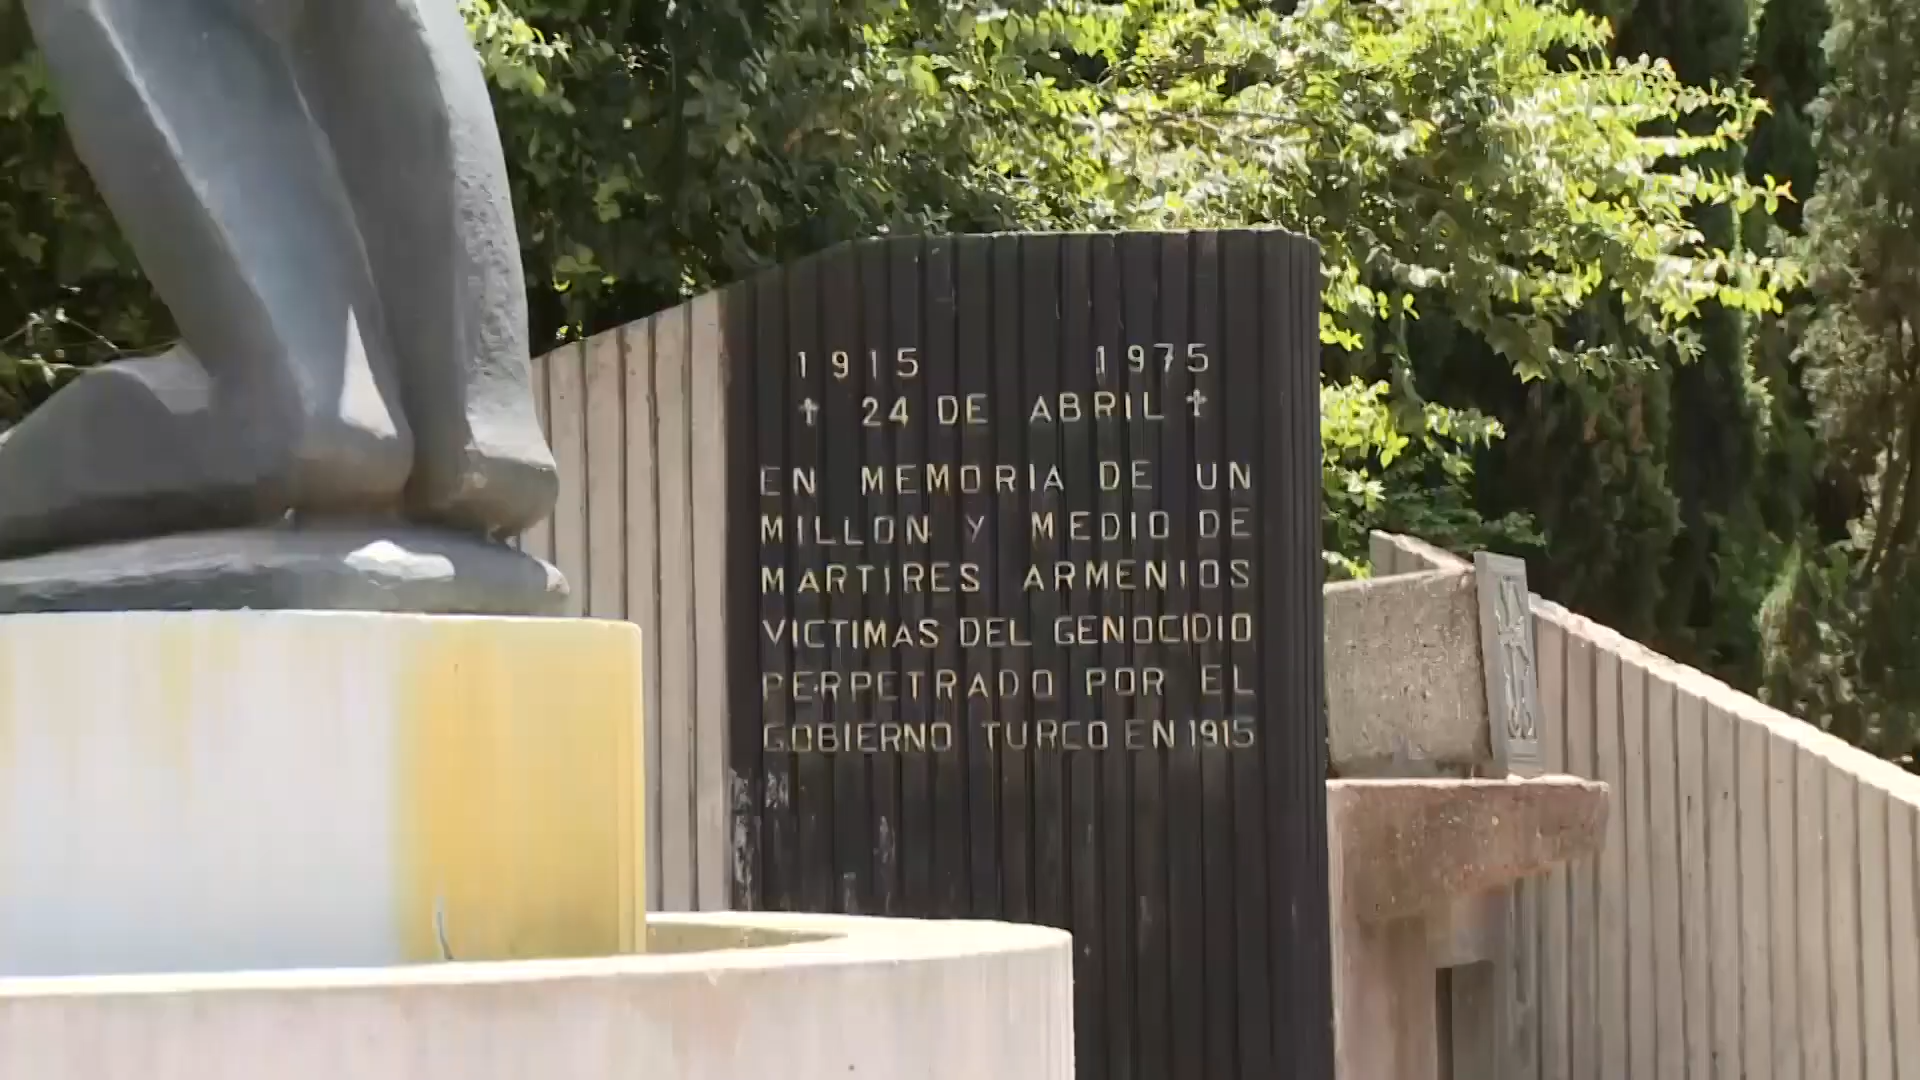 1915 1975
✝ 24 DE ABRIL ✝
EN MEMORIA DE UN
MILLON Y MEDIO DE
MARTIRES ARMENIOS
VICTIMAS DEL GENOCIDIO
PERPETRADO POR EL
GOBIERNO TURCO EN 1915